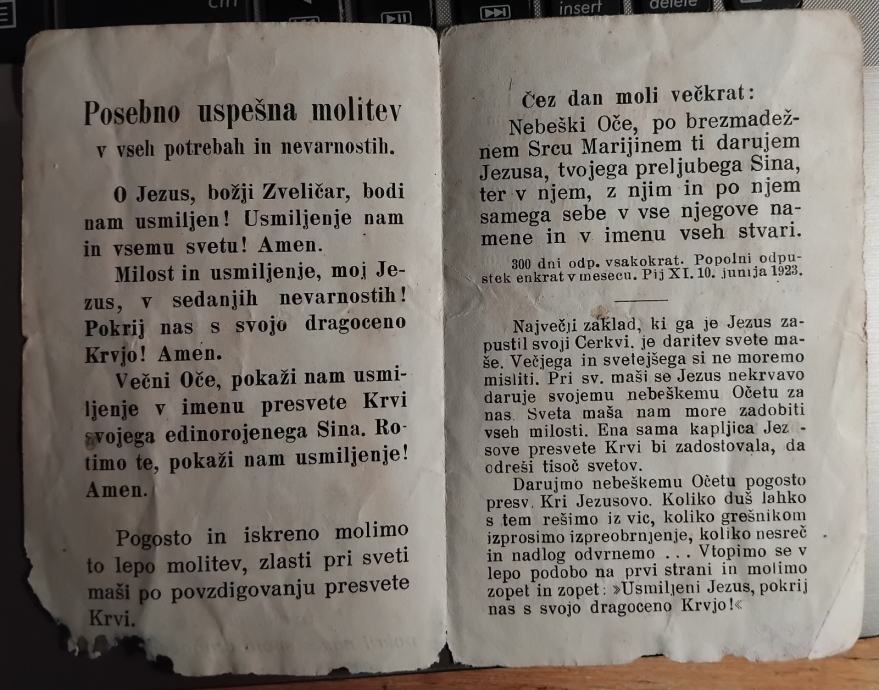 insert
delete
Posebno uspešna molitev
v vseh potrebah in nevarnostih.
O Jezus, božji Zveličar, bodi
nam usmiljen! Usmiljenje nam
in vsemu svetu! Amen.
Milost in usmiljenje, moj Je-
zus, v sedanjih nevarnostih!
Pokrij nas s svojo dragoceno
Krvjo! Amen.
Večni Oče, pokaži nam usmi-
ljenje v imenu presvete Krvi
svojega edinorojenega Sina. Ro-
timo te, pokaži nam usmiljenje!
Amen.
Pogosto in iskreno molimo
to lepo molitev, zlasti pri sveti
maši po povzdigovanju presvete
Krvi.
Čez dan moli večkrat:
Nebeški Oče, po brezmadež-
nem Srcu Marijinem ti darujem
Jezusa, tvojega preljubega Sina,
ter v njem, z njim in po njem
samega sebe v vse njegove na-
mene in v imenu vseh stvari.
300 dni odp. vsakokrat. Popolni odpu-
stek enkrat v mesecu. Pij XI. 10. junija 1923.
Največji zaklad, ki ga je Jezus za-
pustil svoji Cerkvi. je daritev svete ma-
še. Večjega in svetejšega si ne moremo
misliti. Pri sv. maši se Jezus nekrvavo
daruje svojemu nebeškemu Očetu za
nas. Sveta maša nam more zadobiti
vseh milosti. Ena sama kapljica Jez -
sove presvete Krvi bi zadostovala, da
odreši tisoč svetov.
Darujmo nebeškemu Očetu pogosto
presv. Kri Jezusovo. Koliko duš lahko
s tem rešimo iz vic, koliko grešnikom
izprosimo izpreobrnjenje, koliko nesreč
in nadlog odvrnemo . . . Vtopimo se v
lepo podobo na prvi strani in molimo
zopet in zopet: »Usmiljeni Jezus, pokrij
nas s svojo dragoceno Krvjo!«